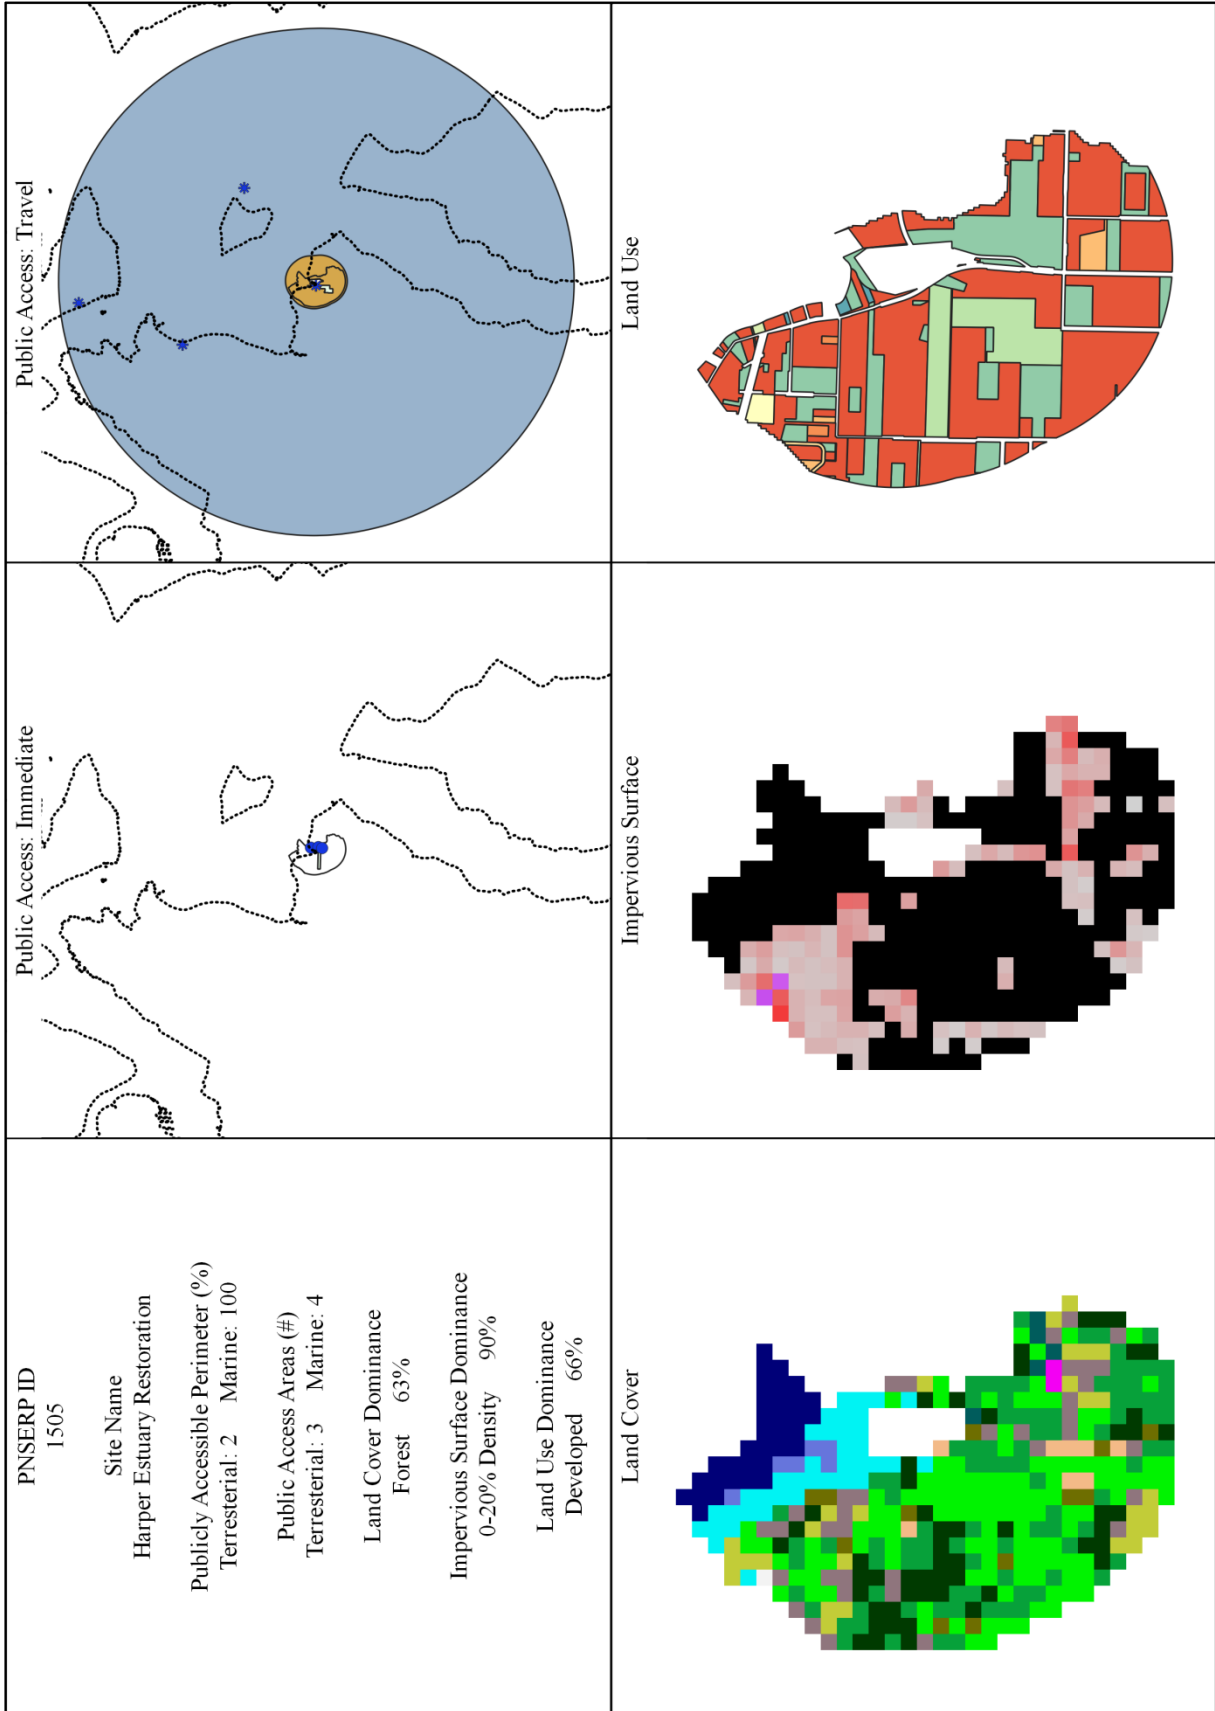 PNSERP ID
1505
Site Name
Harper Estuary Restoration
Publicly Accessible Perimeter (%)
Terresterial: 2 Marine: 100
Public Access Areas (#)
Terresterial: 3 Marine: 4
Land Cover Dominance
Forest 63%
Impervious Surface Dominance
0-20% Density 90%
Land Use Dominance
Developed 66%
Public Access: Immediate
Public Access: Travel
Land Cover
Impervious Surface
Land Use